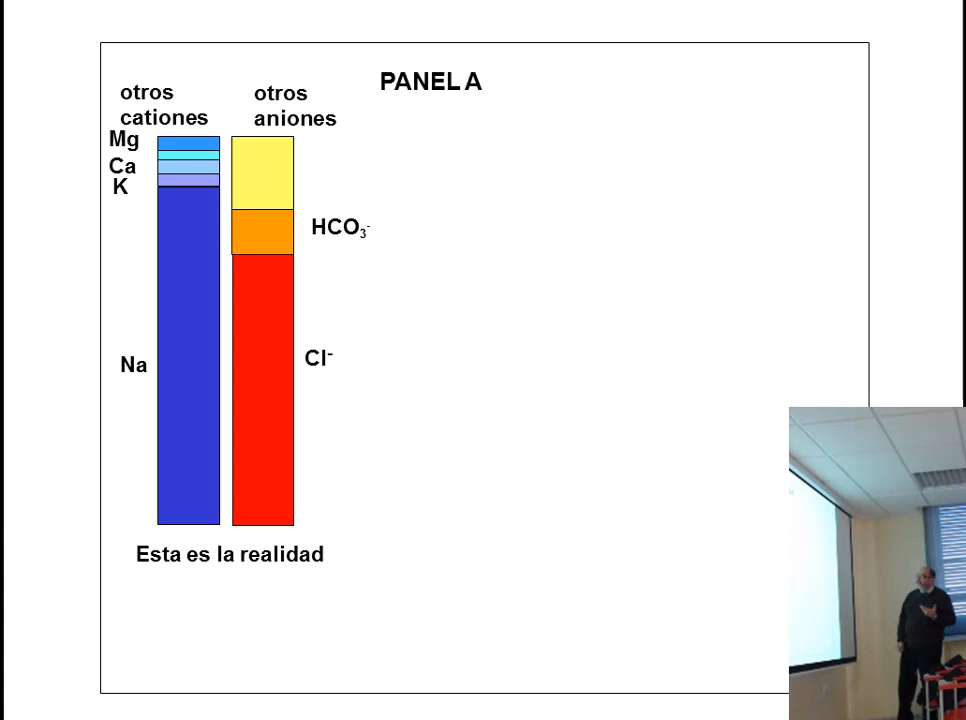 PANEL A
otros
cationes
otros
aniones
Mg
Ca
K
HCO₃⁻
Na
Cl⁻
Esta es la realidad